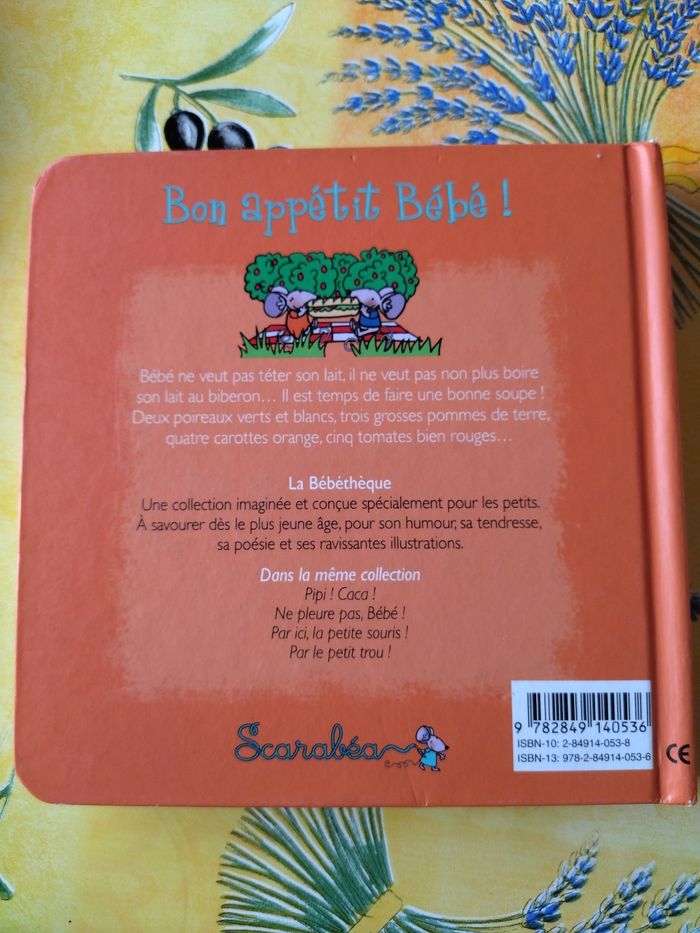 Bon appétit Bébé !
Bébé ne veut pas téter son lait, il ne veut pas non plus boire
son lait au biberon... Il est temps de faire une bonne soupe !
Deux poireaux verts et blancs, trois grosses pommes de terre,
quatre carottes orange, cinq tomates bien rouges...
La Bébéthèque
Une collection imaginée et conçue spécialement pour les petits.
À savourer dès le plus jeune âge, pour son humour, sa tendresse,
sa poésie et ses ravissantes illustrations.
Dans la même collection
Pipi ! Caca !
Ne pleure pas, Bébé !
Par ici, la petite souris !
Par le petit trou !
Scarabéa
9 782849 140536
ISBN-10: 2-84914-053-8
ISBN-13: 978-2-84914-053-6
CE